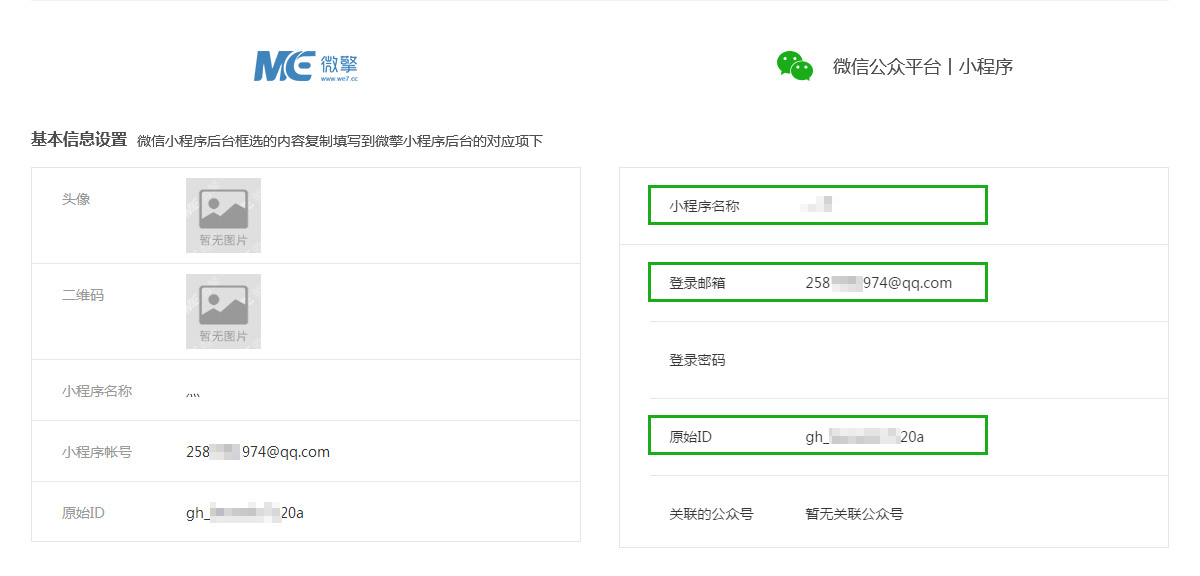 ME 微擎
www.we7.cc
微信公众平台 | 小程序
基本信息设置 微信小程序后台框选的内容复制填写到微擎小程序后台的对应项下
头像
暂无图片
二维码
暂无图片
小程序名称
小程序帐号 258 974@qq.com
原始ID gh_ 20a
小程序名称
登录邮箱 258 974@qq.com
登录密码
原始ID gh_ 20a
关联的公众号 暂无关联公众号